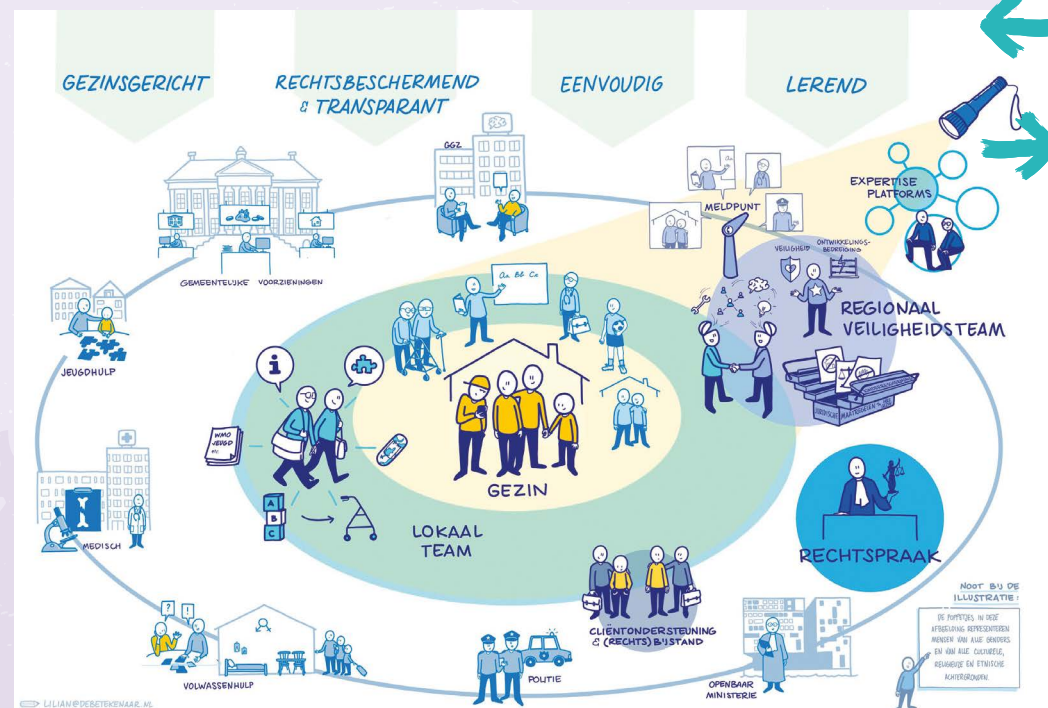 GEZINSGERICHT
RECHTSBESCHERMEND
& TRANSPARANT
EENVOUDIG
LEREND
GGZ
EXPERTISE
PLATFORMS
MELDPUNT
VEILIGHEID
ONTWIKKELINGS-
BEDREIGING
GEMEENTELIJKE VOORZIENINGEN
Aa Bb Cc
REGIONAAL
VEILIGHEIDSTEAM
JURIDISCHE
MAATREGELEN
JEUGDHULP
i
WMO
JEUGD
GEZIN
A
B
C
LOKAAL
TEAM
MEDISCH
RECHTSPRAAK
CLIËNTONDERSTEUNING
& (RECHTS) BIJSTAND
NOOT BIJ DE
ILLUSTRATIE:
DE POPPETJES IN DEZE
AFBEELDING REPRESENTEREN
MENSEN VAN ALLE GENDERS
EN VAN ALLE CULTURELE,
RELIGIEUZE EN ETNISCHE
ACHTERGRONDEN.
? !
VOLWASSENHULP
POLITIE
OPENBAAR
MINISTERIE
LILIAN@DEBETEKENAAR.NL